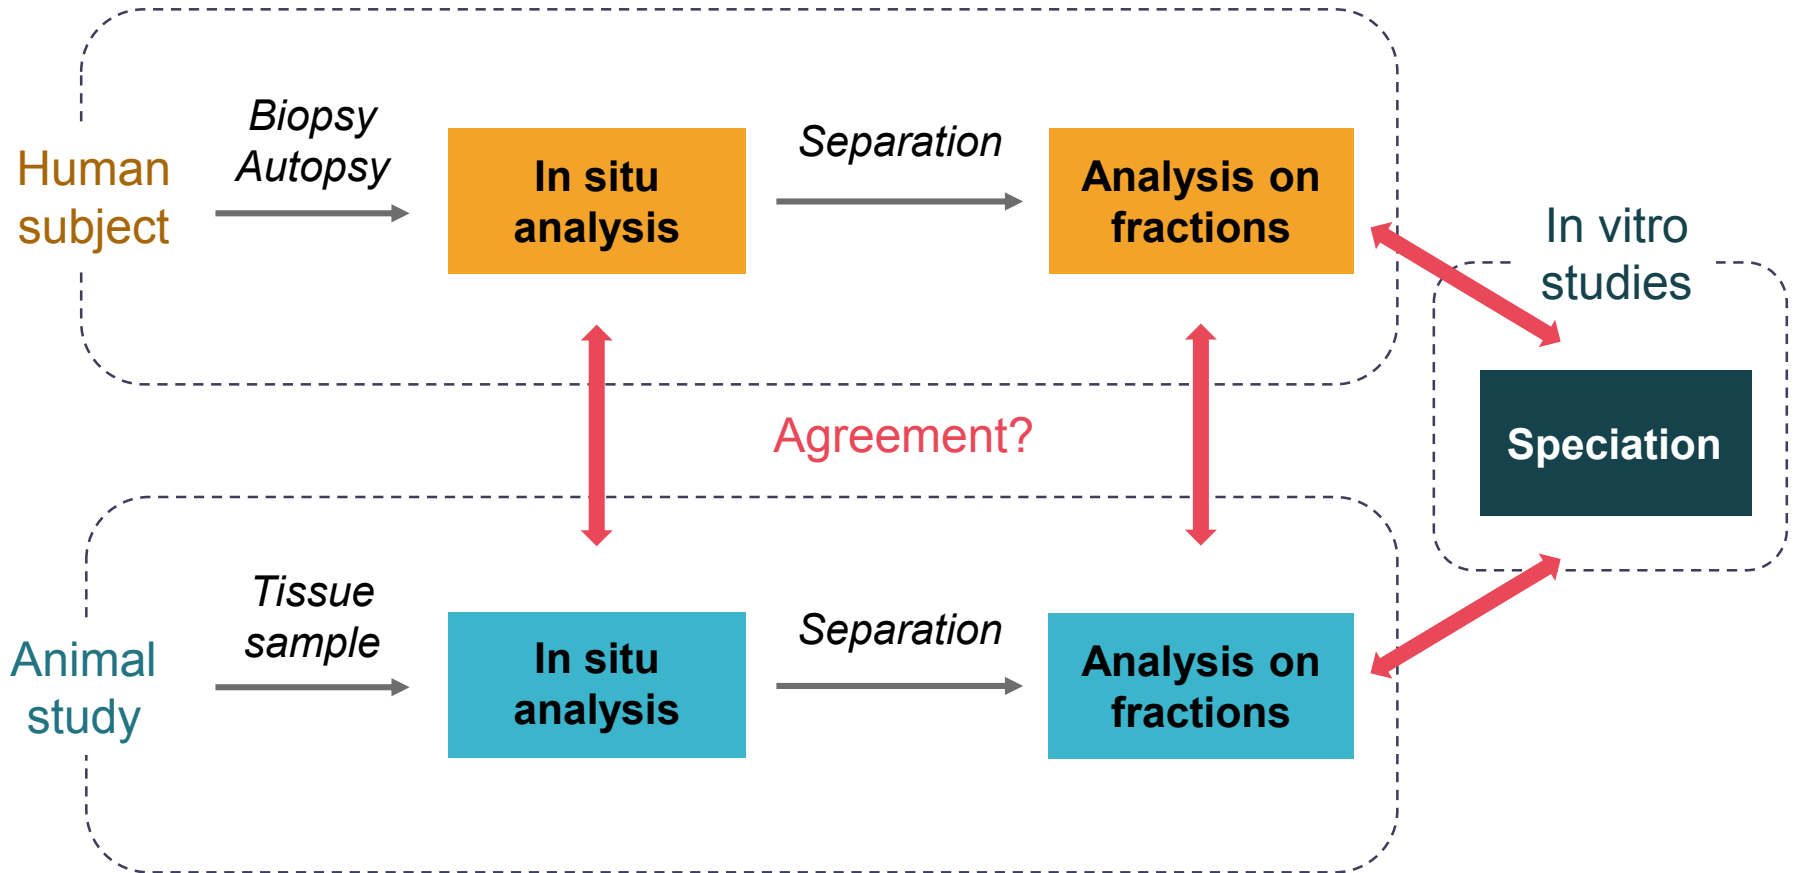 Human
subject
Biopsy
Autopsy
In situ
analysis
Separation
Analysis on
fractions
In vitro
studies
Speciation
Agreement?
Animal
study
Tissue
sample
In situ
analysis
Separation
Analysis on
fractions